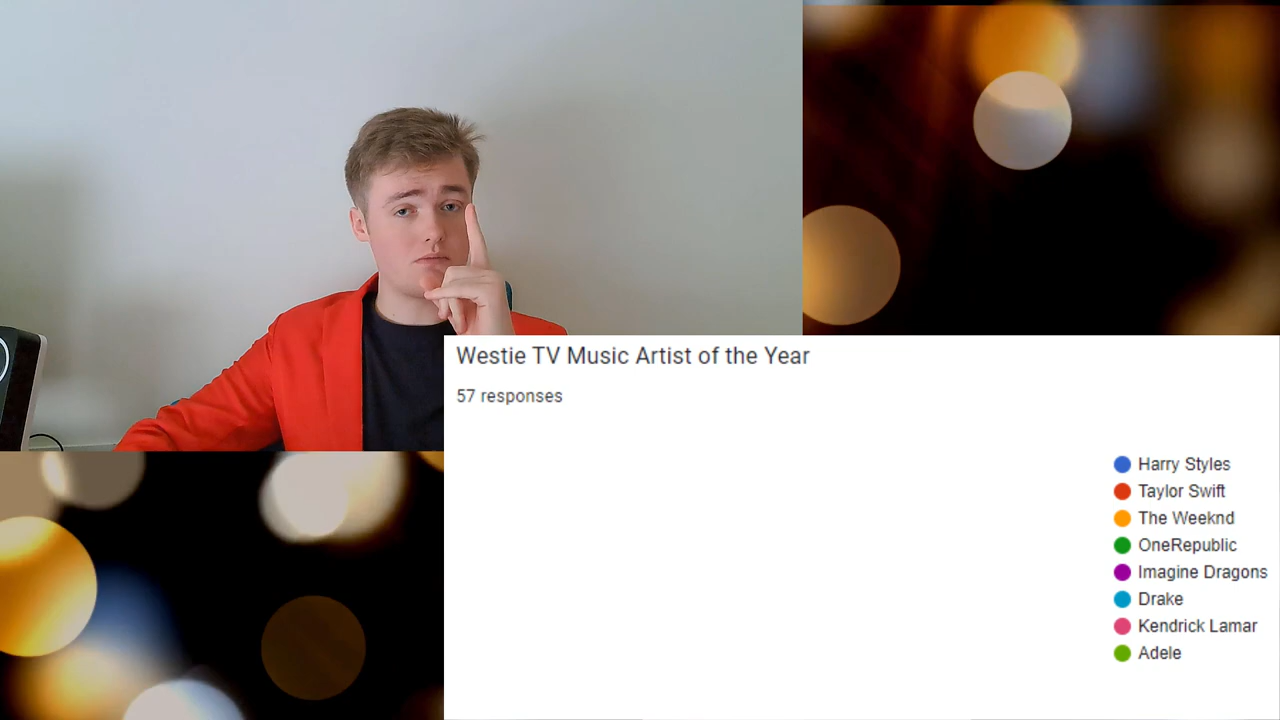 Westie TV Music Artist of the Year
57 responses
Harry Styles
Taylor Swift
The Weeknd
OneRepublic
Imagine Dragons
Drake
Kendrick Lamar
Adele